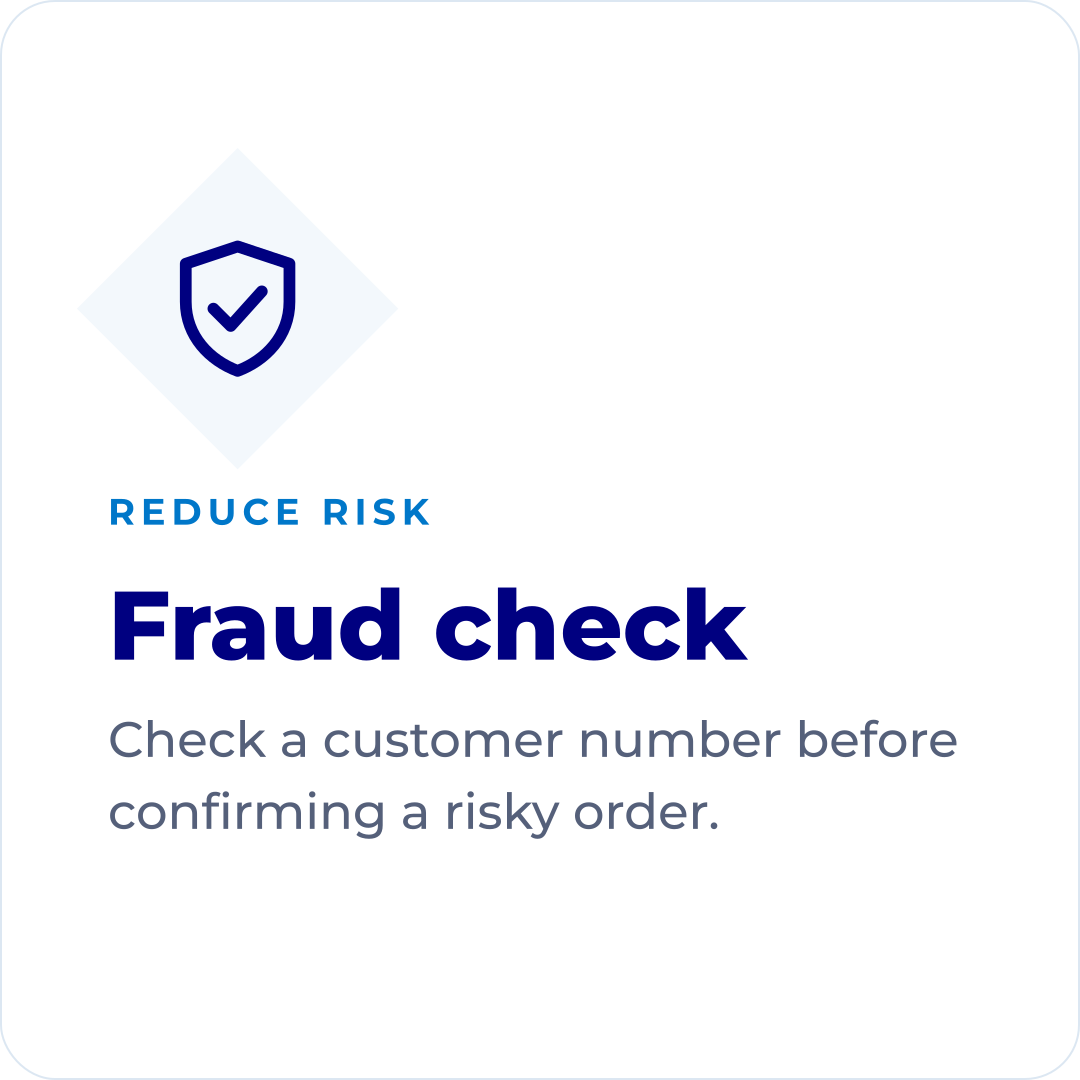 REDUCE RISK
Fraud check
Check a customer number before
confirming a risky order.